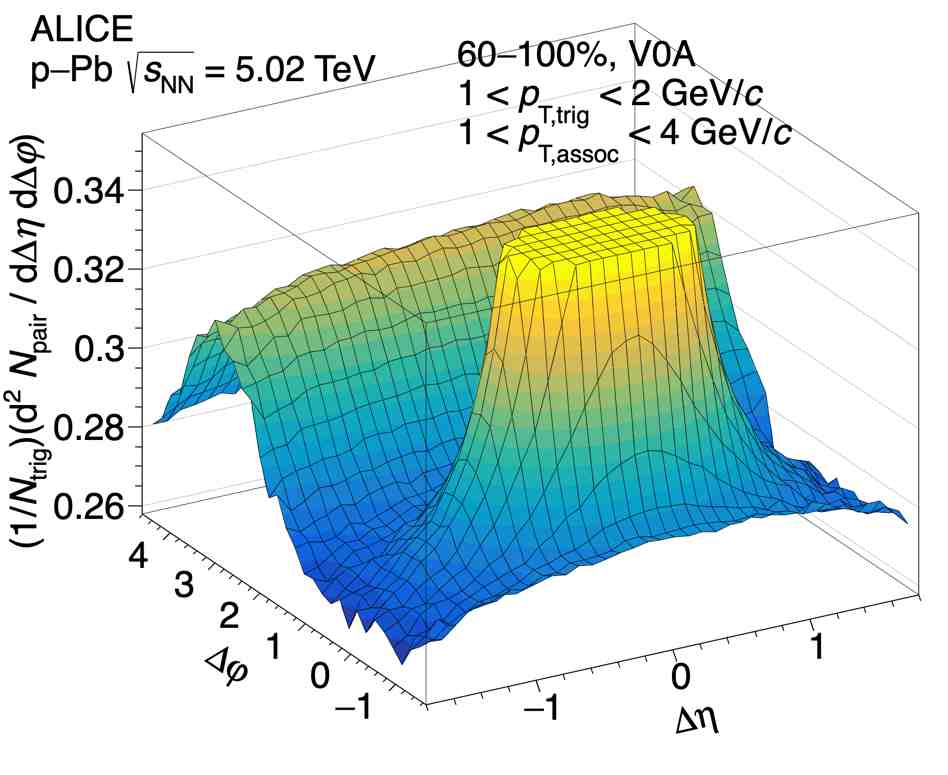 ALICE
p–Pb √sNN = 5.02 TeV
60–100%, V0A
1 < pT,trig < 2 GeV/c
1 < pT,assoc < 4 GeV/c
(1/Ntrig)(d² Npair / dΔη dΔφ)
0.34
0.32
0.3
0.28
0.26
4
3
2
1
0
−1
Δφ
−1
0
1
Δη